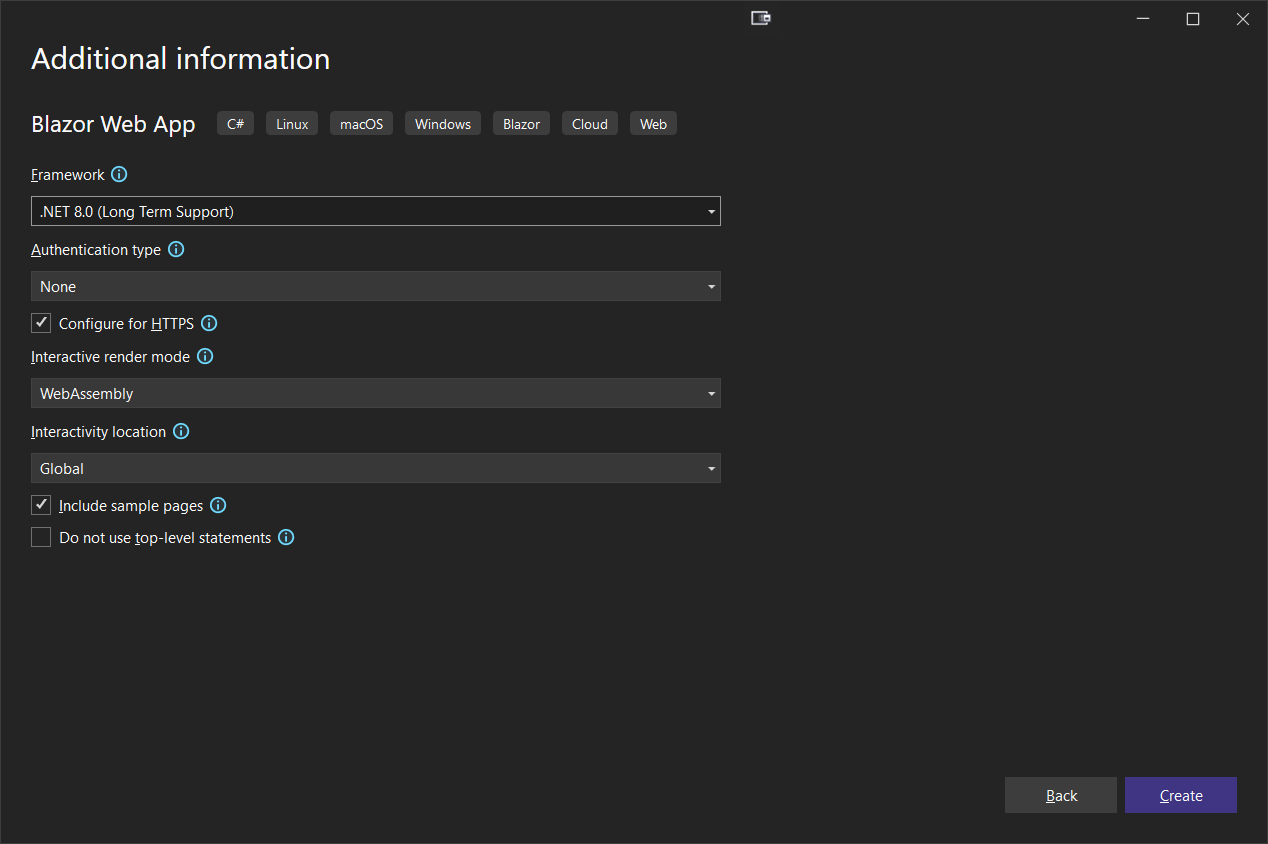 Additional information
Blazor Web App C# Linux macOS Windows Blazor Cloud Web
Framework
.NET 8.0 (Long Term Support)
Authentication type
None
Configure for HTTPS
Interactive render mode
WebAssembly
Interactivity location
Global
Include sample pages
Do not use top-level statements
Back Create